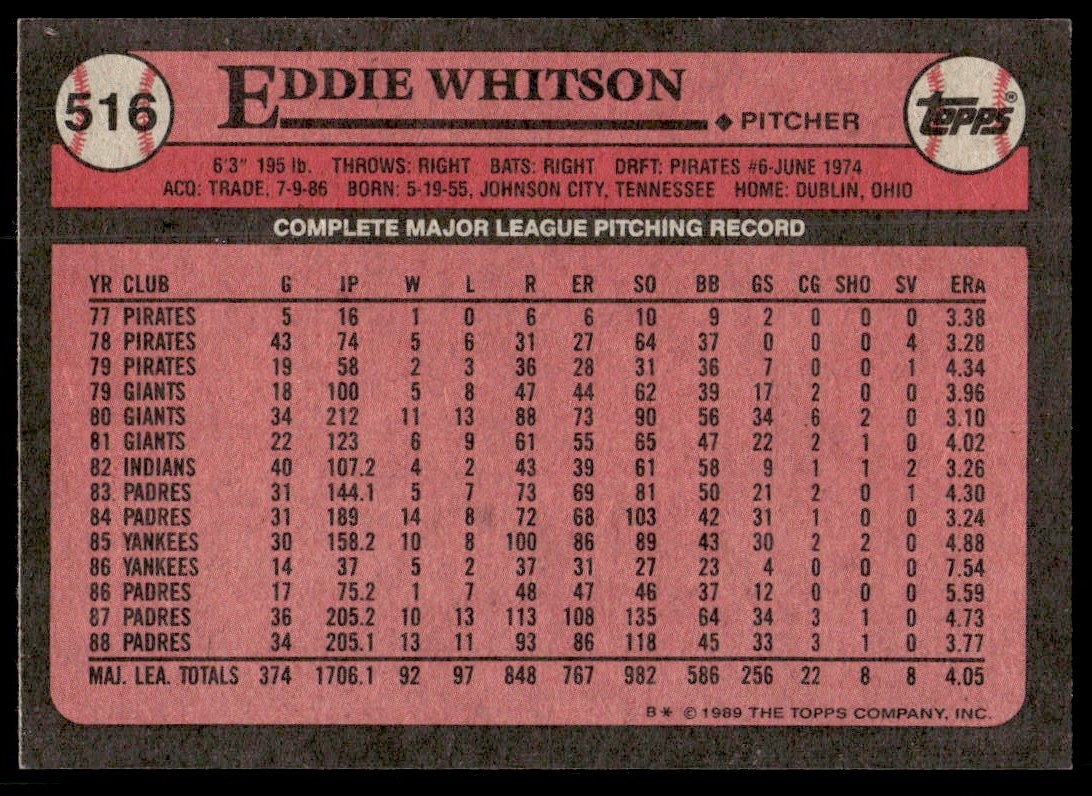 516 EDDIE WHITSON ◆ PITCHER TOPPS®
6'3" 195 lb. THROWS: RIGHT BATS: RIGHT DRFT: PIRATES #6-JUNE 1974
ACQ: TRADE, 7-9-86 BORN: 5-19-55, JOHNSON CITY, TENNESSEE HOME: DUBLIN, OHIO
COMPLETE MAJOR LEAGUE PITCHING RECORD
YR CLUB G IP W L R ER SO BB GS CG SHO SV ERA
77 PIRATES 5 16 1 0 6 6 10 9 2 0 0 0 3.38
78 PIRATES 43 74 5 6 31 27 64 37 0 0 0 4 3.28
79 PIRATES 19 58 2 3 36 28 31 36 7 0 0 1 4.34
79 GIANTS 18 100 5 8 47 44 62 39 17 2 0 0 3.96
80 GIANTS 34 212 11 13 88 73 90 56 34 6 2 0 3.10
81 GIANTS 22 123 6 9 61 55 65 47 22 2 1 0 4.02
82 INDIANS 40 107.2 4 2 43 39 61 58 9 1 1 2 3.26
83 PADRES 31 144.1 5 7 73 69 81 50 21 2 0 1 4.30
84 PADRES 31 189 14 8 72 68 103 42 31 1 0 0 3.24
85 YANKEES 30 158.2 10 8 100 86 89 43 30 2 2 0 4.88
86 YANKEES 14 37 5 2 37 31 27 23 4 0 0 0 7.54
86 PADRES 17 75.2 1 7 48 47 46 37 12 0 0 0 5.59
87 PADRES 36 205.2 10 13 113 108 135 64 34 3 1 0 4.73
88 PADRES 34 205.1 13 11 93 86 118 45 33 3 1 0 3.77
MAJ. LEA. TOTALS 374 1706.1 92 97 848 767 982 586 256 22 8 8 4.05
B* © 1989 THE TOPPS COMPANY, INC.